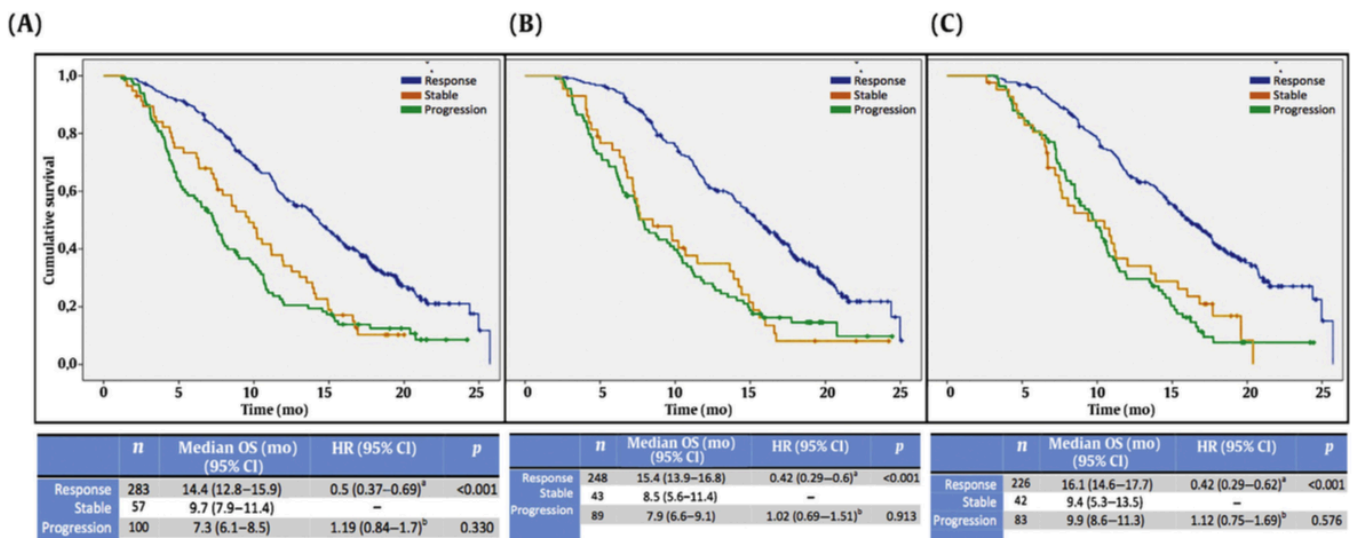 (A)
(B)
(C)
Cumulative survival
1,0
0,8
0,6
0,4
0,2
0,0
Response
Stable
Progression
0 5 10 15 20 25
Time (mo)
Response
Stable
Progression
0 5 10 15 20 25
Time (mo)
Response
Stable
Progression
0 5 10 15 20 25
Time (mo)
n Median OS (mo) HR (95% CI) p
(95% CI)
Response 283 14.4 (12.8–15.9) 0.5 (0.37–0.69)a <0.001
Stable 57 9.7 (7.9–11.4) –
Progression 100 7.3 (6.1–8.5) 1.19 (0.84–1.7)b 0.330
n Median OS (mo) HR (95% CI) p
(95% CI)
Response 248 15.4 (13.9–16.8) 0.42 (0.29–0.6)a <0.001
Stable 43 8.5 (5.6–11.4) –
Progression 89 7.9 (6.6–9.1) 1.02 (0.69–1.51)b 0.913
n Median OS (mo) HR (95% CI) p
(95% CI)
Response 226 16.1 (14.6–17.7) 0.42 (0.29–0.62)a <0.001
Stable 42 9.4 (5.3–13.5) –
Progression 83 9.9 (8.6–11.3) 1.12 (0.75–1.69)b 0.576